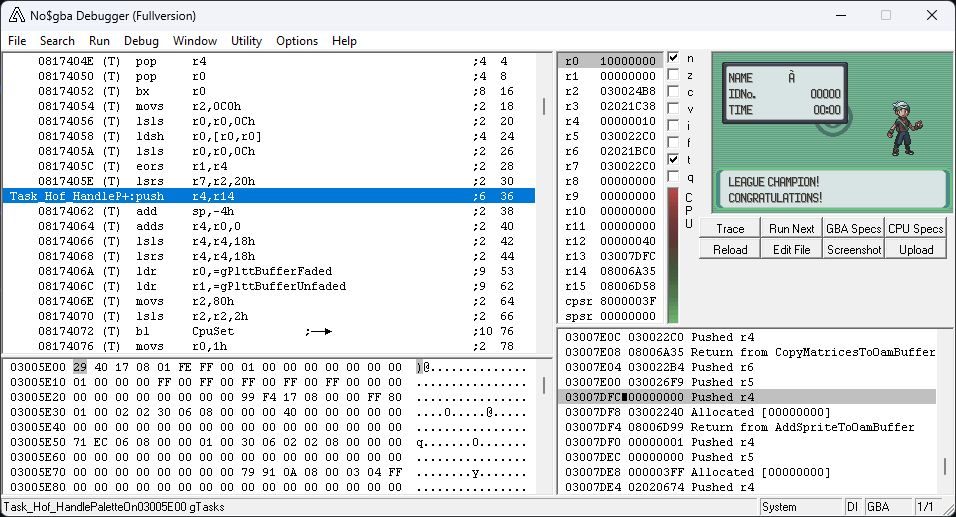 No$gba Debugger (Fullversion)
File Search Run Debug Window Utility Options Help
0817404E (T) pop r4 ;4 4
08174050 (T) pop r0 ;4 8
08174052 (T) bx r0 ;8 16
08174054 (T) movs r2,0C0h ;2 18
08174056 (T) lsls r0,r0,0Ch ;2 20
08174058 (T) ldsh r0,[r0,r0] ;4 24
0817405A (T) lsls r0,r0,0Ch ;2 26
0817405C (T) eors r1,r4 ;2 28
0817405E (T) lsrs r7,r2,20h ;2 30
Task_Hof_HandleP+:push r4,r14 ;6 36
08174062 (T) add sp,-4h ;2 38
08174064 (T) adds r4,r0,0 ;2 40
08174066 (T) lsls r4,r4,18h ;2 42
08174068 (T) lsrs r4,r4,18h ;2 44
0817406A (T) ldr r0,=gPlttBufferFaded ;9 53
0817406C (T) ldr r1,=gPlttBufferUnfaded ;9 62
0817406E (T) movs r2,80h ;2 64
08174070 (T) lsls r2,r2,2h ;2 66
08174072 (T) bl CpuSet ;→ ;10 76
08174076 (T) movs r0,1h ;2 78
r0 10000000
r1 00000000
r2 030024B8
r3 02021C38
r4 00000010
r5 030022C0
r6 02021BC0
r7 030022C0
r8 00000000
r9 00000000
r10 00000000
r11 00000000
r12 00000040
r13 03007DFC
r14 08006A35
r15 08006D58
cpsr 8000003F
spsr 00000000
n
z
c
v
i
f
t
q
C
P
U
NAME À
IDNo. 00000
TIME 00:00
LEAGUE CHAMPION!
CONGRATULATIONS!
Trace Run Next GBA Specs CPU Specs
Reload Edit File Screenshot Upload
03005E00 29 40 17 08 01 FE FF 00 01 00 00 00 00 00 00 00 )@..............
03005E10 01 00 00 00 00 FF 00 00 FF 00 FF 00 FF 00 00 00 ................
03005E20 00 00 00 00 00 00 00 00 99 F4 17 08 00 00 FF 80 ................
03005E30 01 00 02 02 30 06 08 00 00 00 40 00 00 00 00 00 ....0.....@.....
03005E40 00 00 00 00 00 00 00 00 00 00 00 00 00 00 00 00 ................
03005E50 71 EC 06 08 00 00 01 00 30 06 02 02 08 00 00 00 q.......0.......
03005E60 00 00 00 00 00 00 00 00 00 00 00 00 00 00 00 00 ................
03005E70 00 00 00 00 00 00 00 00 79 91 0A 08 00 03 04 FF ........y.......
03005E80 00 00 00 00 00 00 00 00 00 00 00 00 00 00 00 00 ................
03007E0C 030022C0 Pushed r4
03007E08 08006A35 Return from CopyMatricesToOamBuffer
03007E04 030022B4 Pushed r6
03007E00 030026F9 Pushed r5
03007DFC 00000000 Pushed r4
03007DF8 03002240 Allocated [00000000]
03007DF4 08006D99 Return from AddSpriteToOamBuffer
03007DF0 00000001 Pushed r4
03007DEC 00000000 Pushed r5
03007DE8 000003FF Allocated [00000000]
03007DE4 02020674 Pushed r4
Task_Hof_HandlePaletteOn03005E00 gTasks System DI GBA 1/1